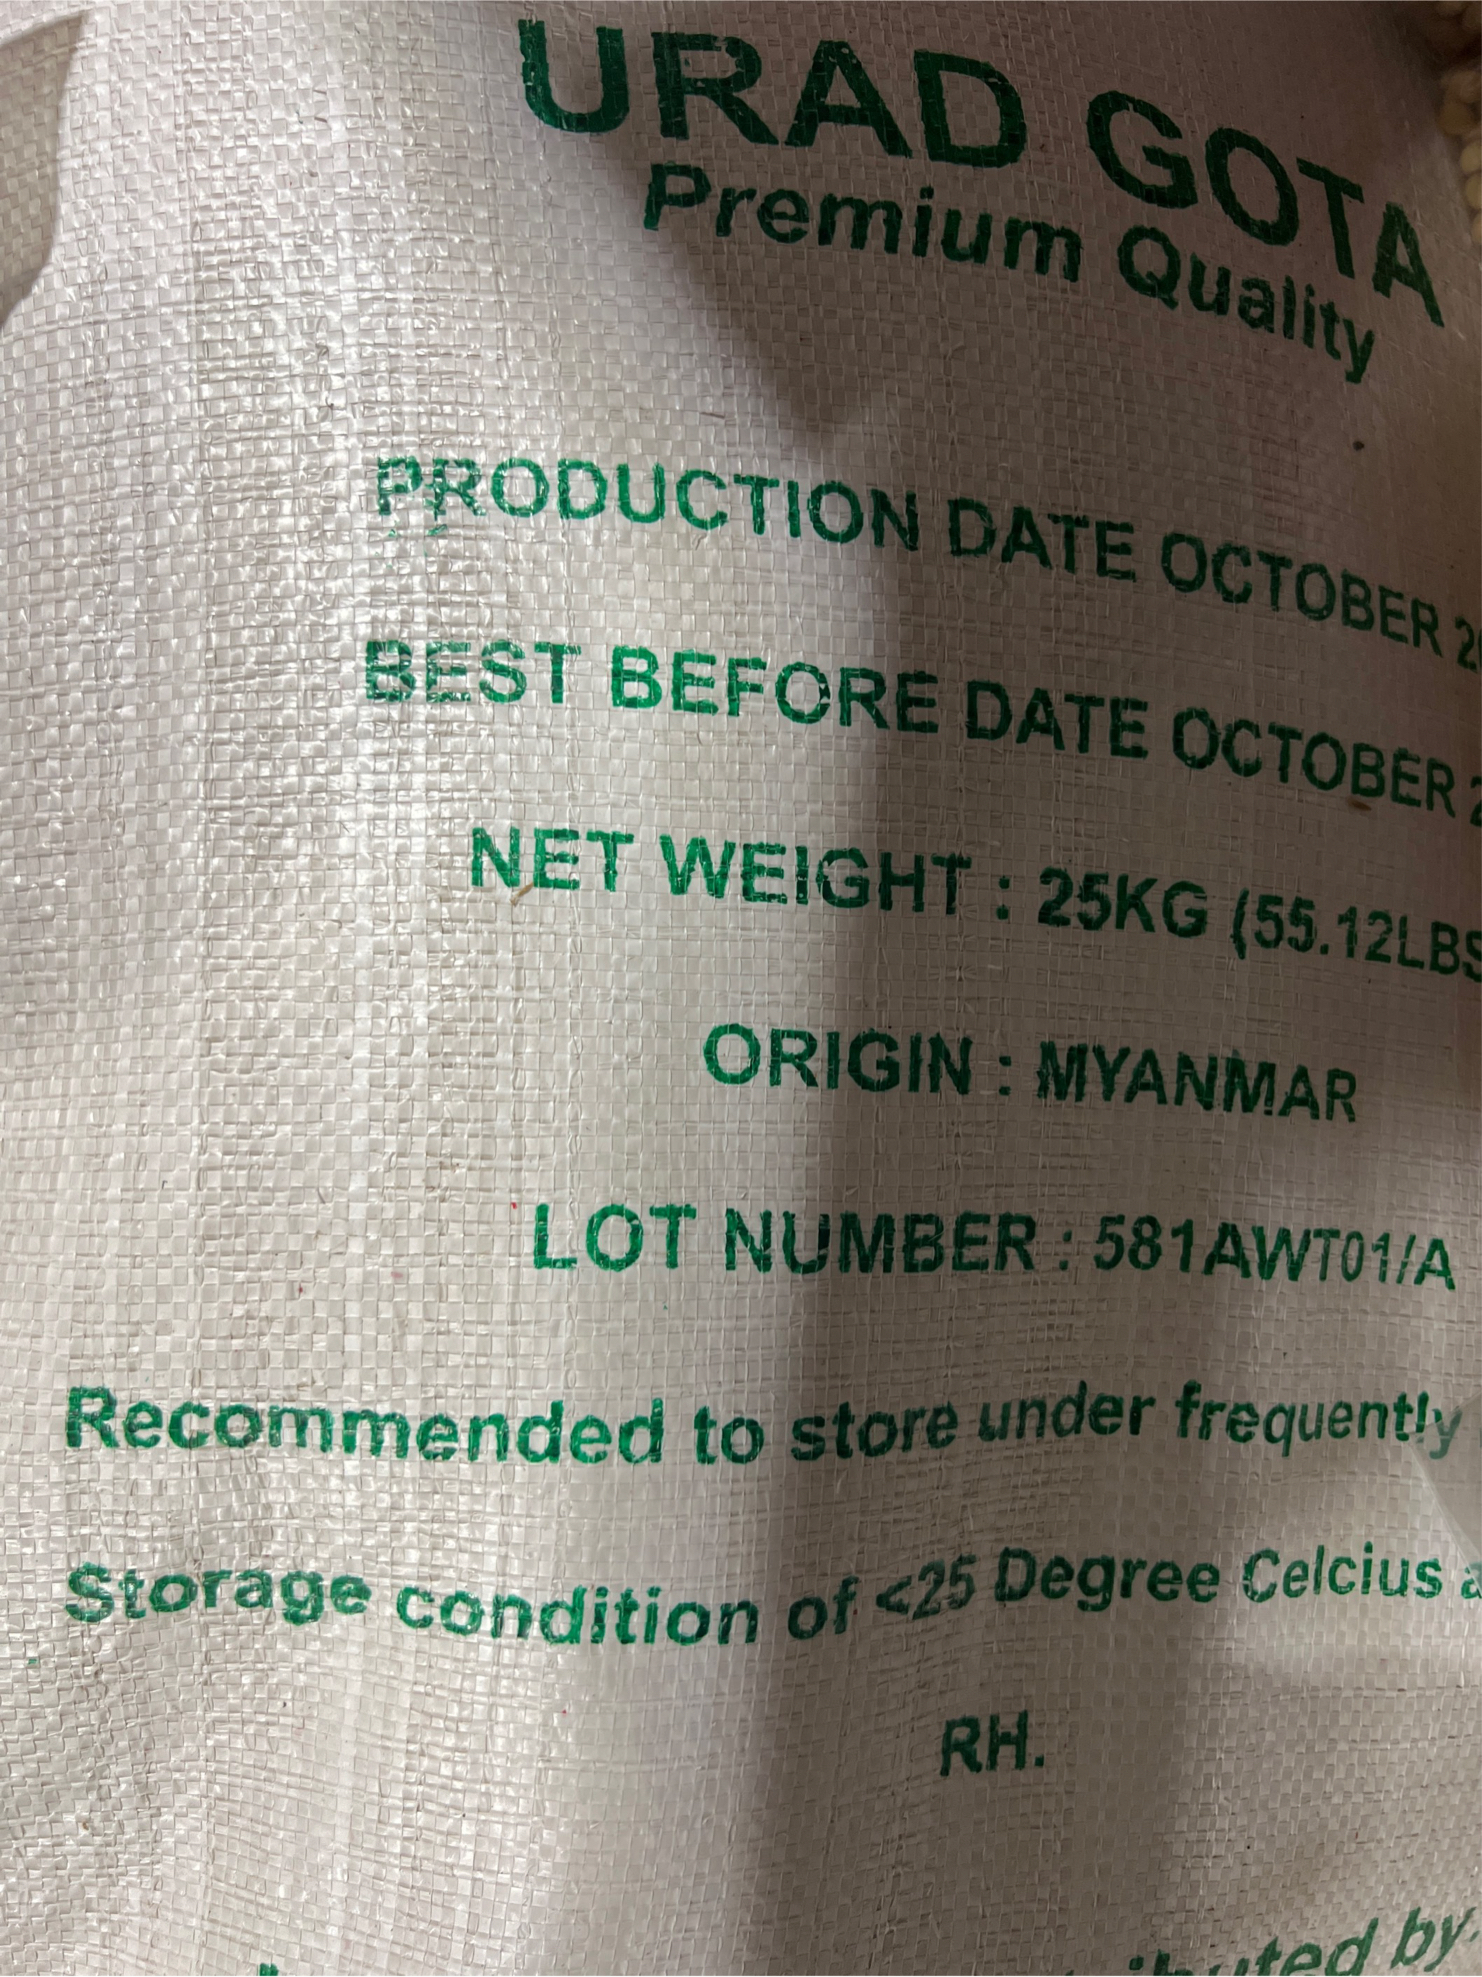 URAD GOTA
Premium Quality
PRODUCTION DATE OCTOBER
BEST BEFORE DATE OCTOBER
NET WEIGHT : 25KG (55.12LBS
ORIGIN : MYANMAR
LOT NUMBER : 581AWT01/A
Recommended to store under frequently
Storage condition of <25 Degree Celcius
RH.
by: